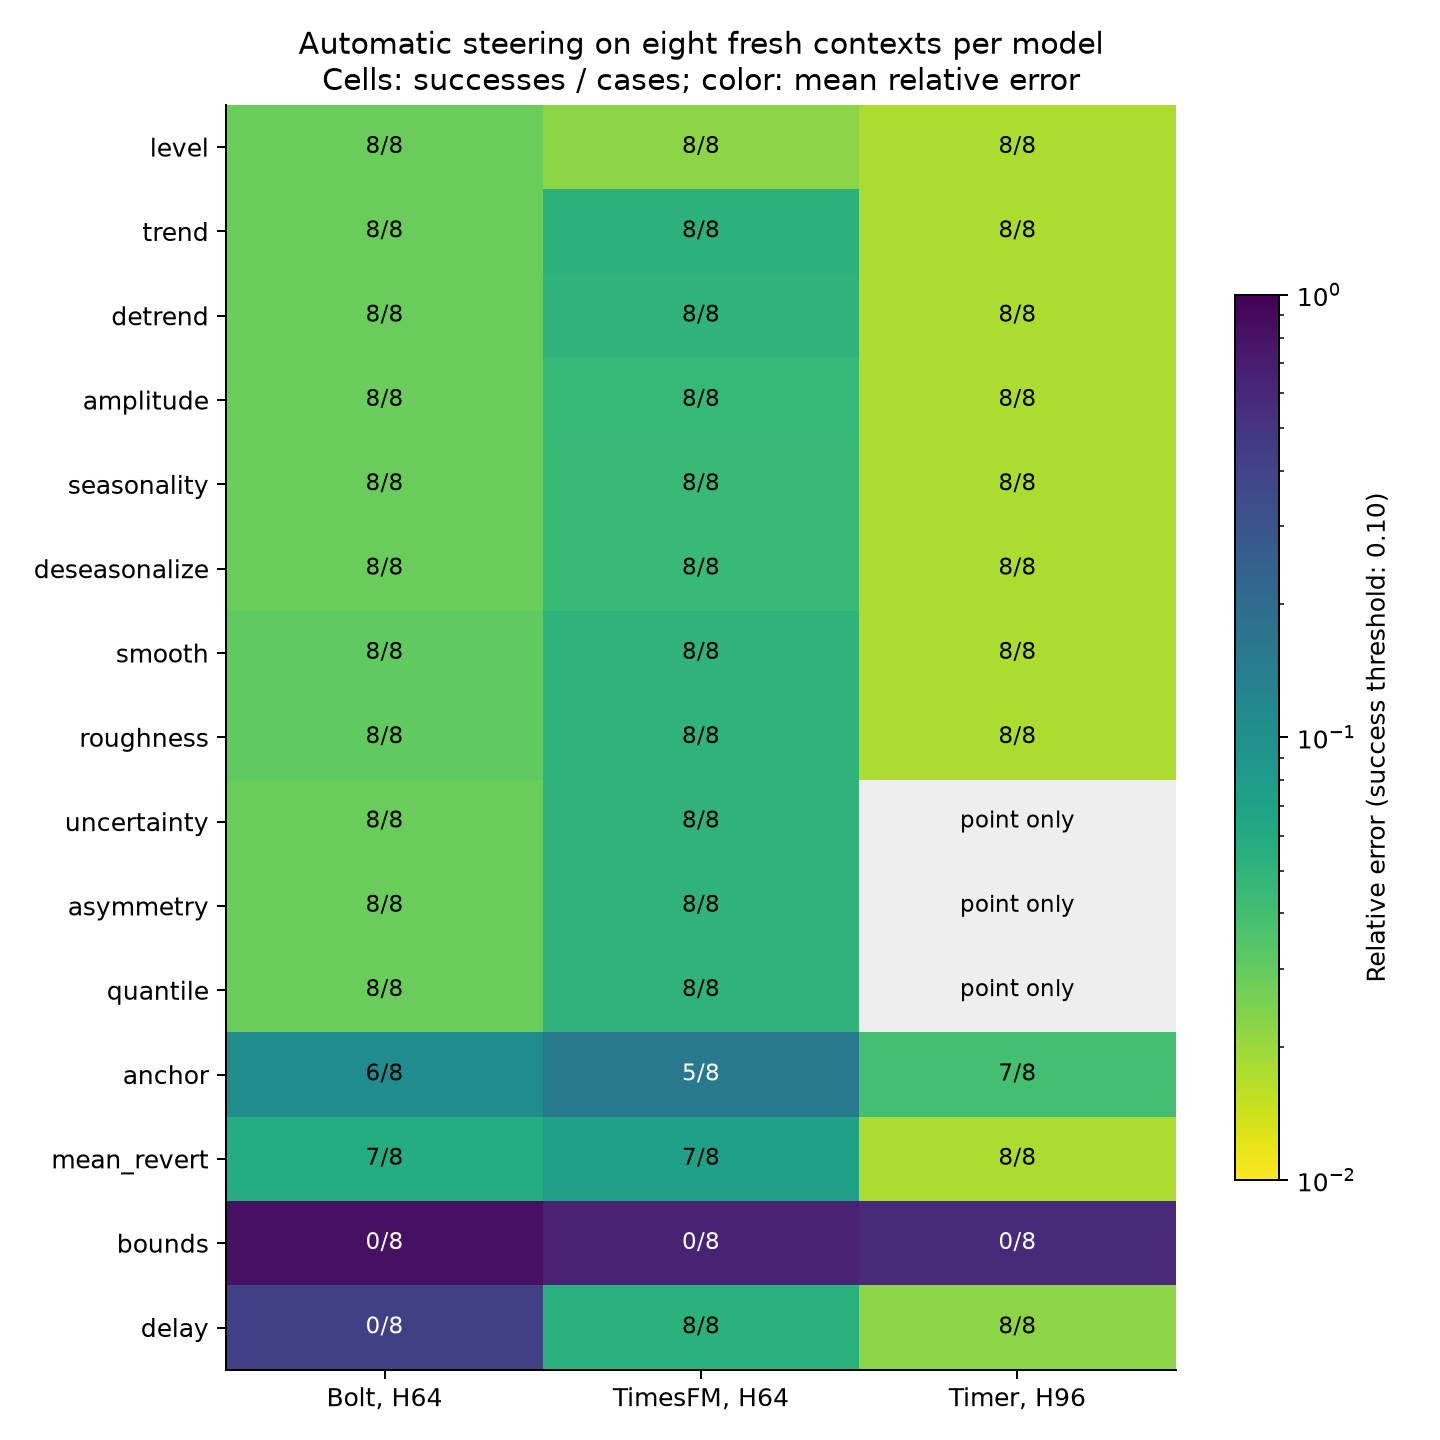 Automatic steering on eight fresh contexts per model
Cells: successes / cases; color: mean relative error
level 8/8 8/8 8/8
trend 8/8 8/8 8/8
detrend 8/8 8/8 8/8
amplitude 8/8 8/8 8/8
seasonality 8/8 8/8 8/8
deseasonalize 8/8 8/8 8/8
smooth 8/8 8/8 8/8
roughness 8/8 8/8 8/8
uncertainty 8/8 8/8 point only
asymmetry 8/8 8/8 point only
quantile 8/8 8/8 point only
anchor 6/8 5/8 7/8
mean_revert 7/8 7/8 8/8
bounds 0/8 0/8 0/8
delay 0/8 8/8 8/8
Bolt, H64 TimesFM, H64 Timer, H96
10⁰
10⁻¹
10⁻²
Relative error (success threshold: 0.10)